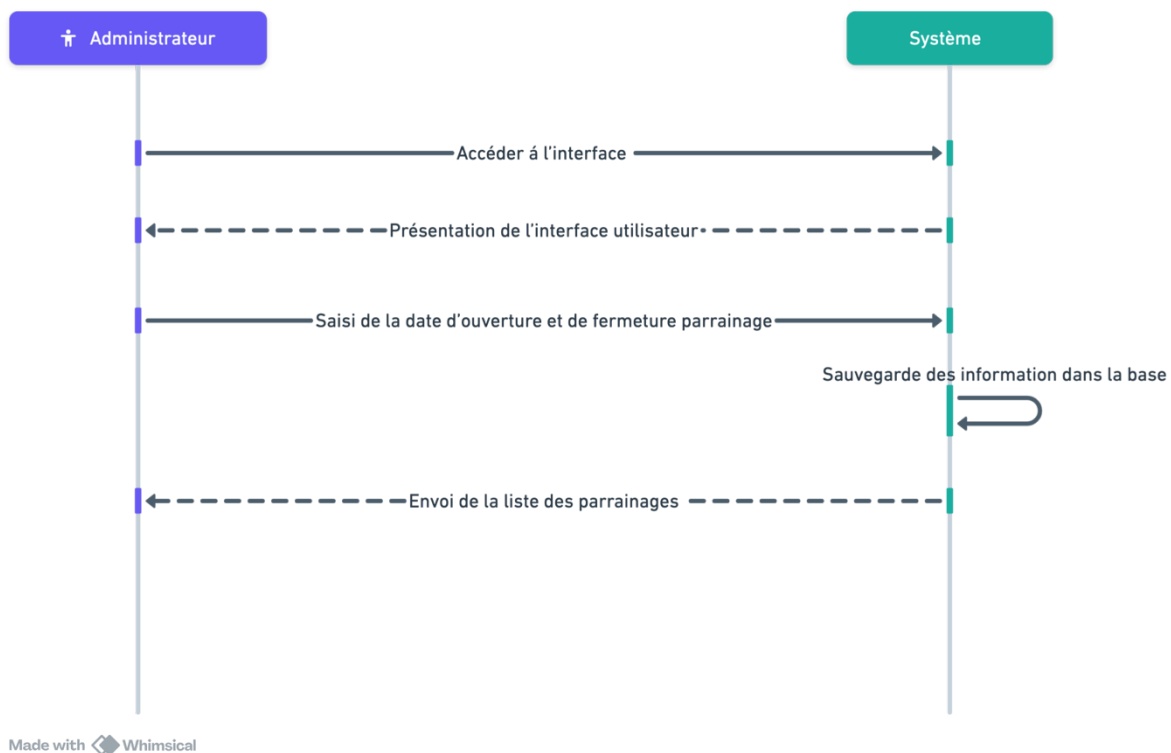 Administrateur
Système
Accéder á l’interface
Présentation de l’interface utilisateur
Saisi de la date d’ouverture et de fermeture parrainage
Sauvegarde des information dans la base
Envoi de la liste des parrainages
Made with Whimsical